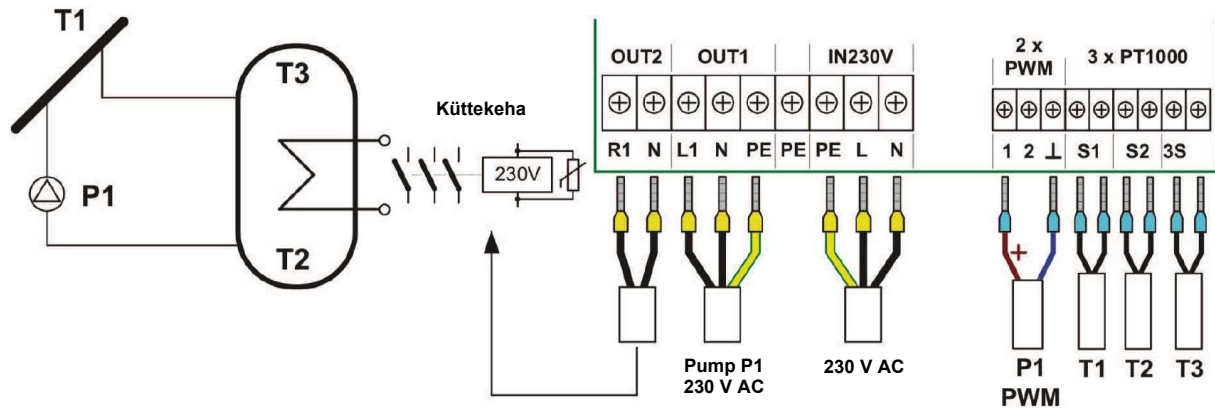 T1
P1
T3
T2
Küttekeha
230V
OUT2 OUT1 IN230V
R1 N L1 N PE PE PE L N
2 x
PWM
3 x PT1000
1 2 ⊥ S1 S2 3S
+
Pump P1
230 V AC
230 V AC
P1
PWM
T1 T2 T3